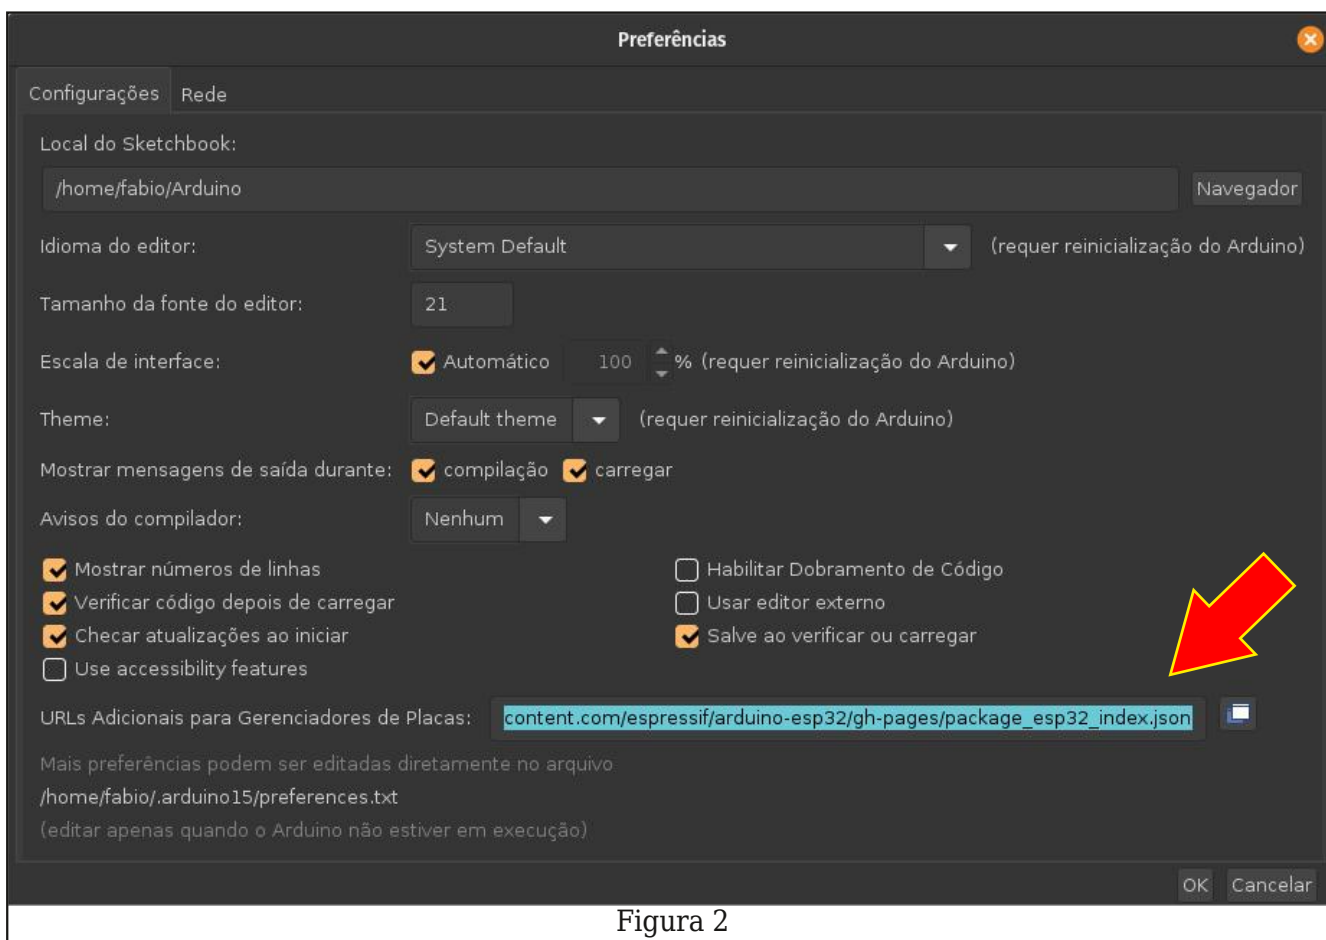 Preferências
Configurações Rede
Local do Sketchbook:
/home/fabio/Arduino Navegador
Idioma do editor: System Default (requer reinicialização do Arduino)
Tamanho da fonte do editor: 21
Escala de interface: Automático 100 % (requer reinicialização do Arduino)
Theme: Default theme (requer reinicialização do Arduino)
Mostrar mensagens de saída durante: compilação carregar
Avisos do compilador: Nenhum
Mostrar números de linhas Habilitar Dobramento de Código
Verificar código depois de carregar Usar editor externo
Checar atualizações ao iniciar Salve ao verificar ou carregar
Use accessibility features
URLs Adicionais para Gerenciadores de Placas: content.com/espressif/arduino-esp32/gh-pages/package_esp32_index.json
Mais preferências podem ser editadas diretamente no arquivo
/home/fabio/.arduino15/preferences.txt
(editar apenas quando o Arduino não estiver em execução)
OK Cancelar
Figura 2